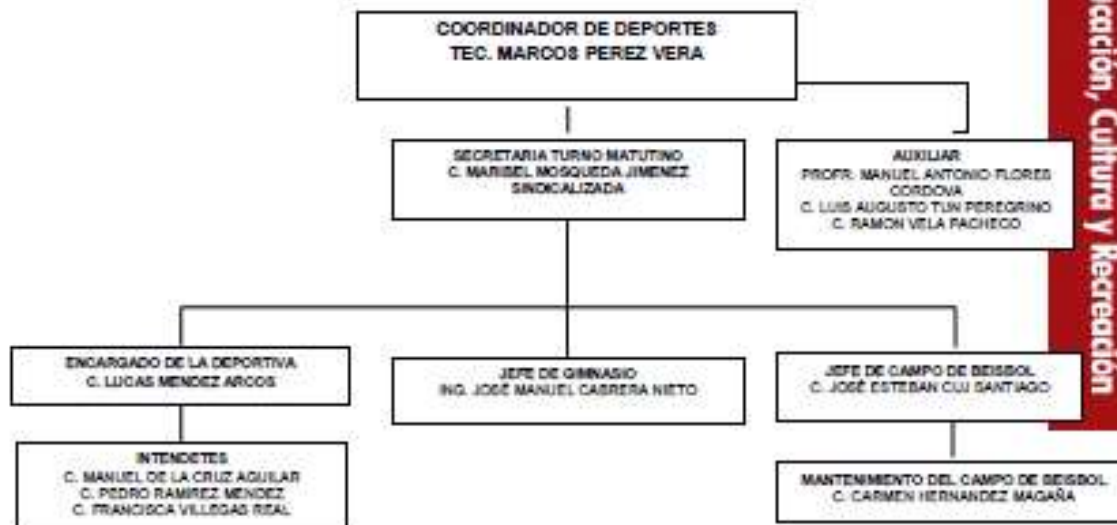 COORDINADOR DE DEPORTES
TEC. MARCOS PEREZ VERA
SECRETARIA TURNO MATUTINO
C. MARIBEL MOSQUEDA JIMENEZ
SINDICALIZADA
AUXILIAR
PROFR. MANUEL ANTONIO FLORES
CORDOVA
C. LUIS AUGUSTO TUN PEREGRINO
C. RAMON VELA PACHECO
ENCARGADO DE LA DEPORTIVA
C. LUCAS MENDEZ ARCOS
JEFE DE GIMNASIO
ING. JOSÉ MANUEL CABRERA NIETO
JEFE DE CAMPO DE BEISBOL
C. JOSÉ ESTEBAN CUJ SANTIAGO
INTENDETES
C. MANUEL DE LA CRUZ AGUILAR
C. PEDRO RAMIREZ MENDEZ
C. FRANCISCA VILLEGAS REAL
MANTENIMIENTO DEL CAMPO DE BEISBOL
C. CARMEN HERNANDEZ MAGAÑA
cación, Cultura y Recreación